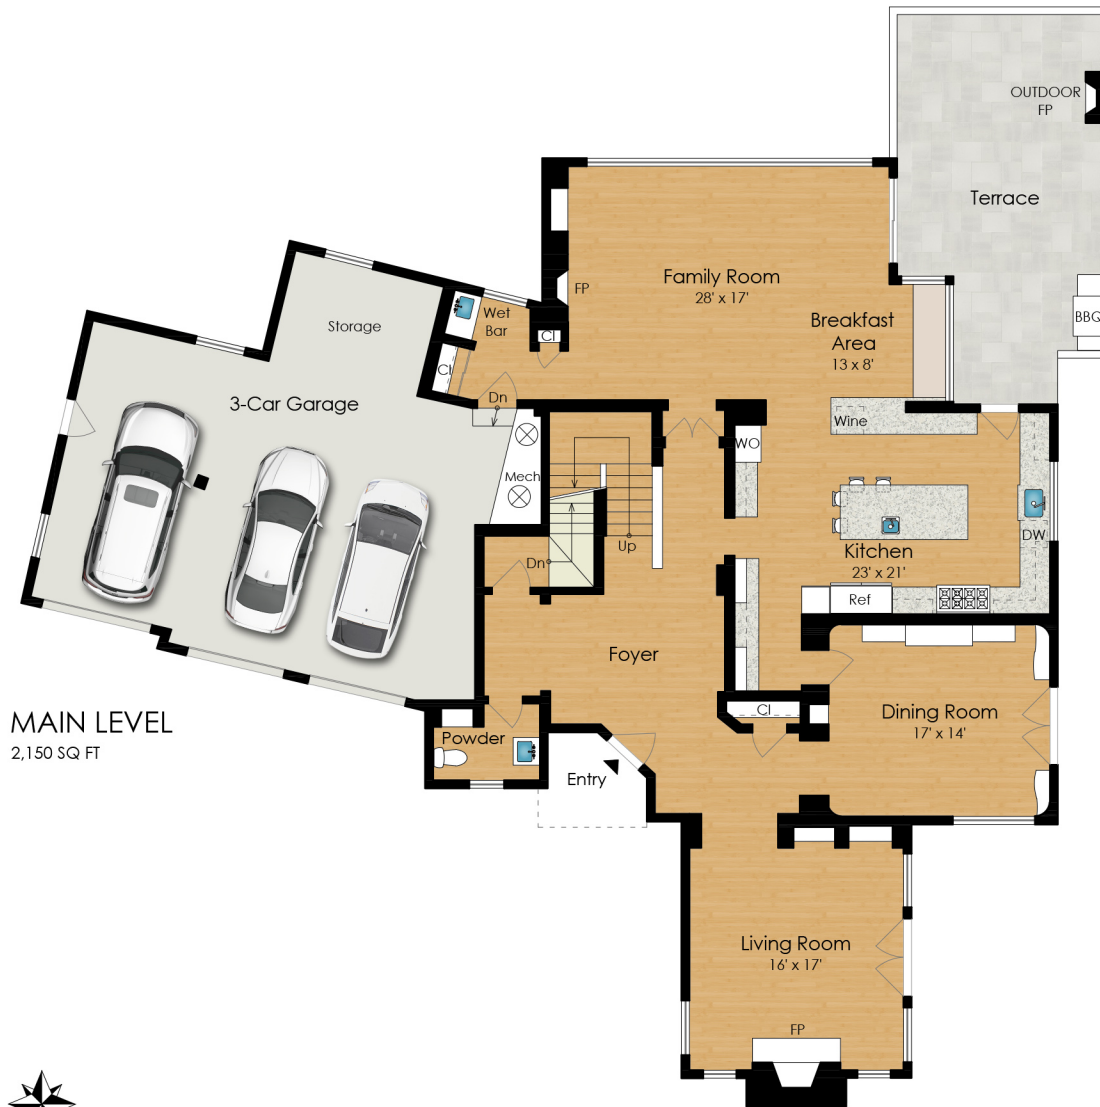 OUTDOOR
FP
Terrace
Family Room
28' x 17'
FP
Wet
Bar
Storage
Breakfast
Area
13 x 8'
BBQ
Cl
Cl
3-Car Garage
Dn
Wine
WO
Mech
DW
Kitchen
23' x 21'
Up
Dn
Ref
Foyer
MAIN LEVEL
2,150 SQ FT
Cl
Dining Room
17' x 14'
Powder
Entry
Living Room
16' x 17'
FP